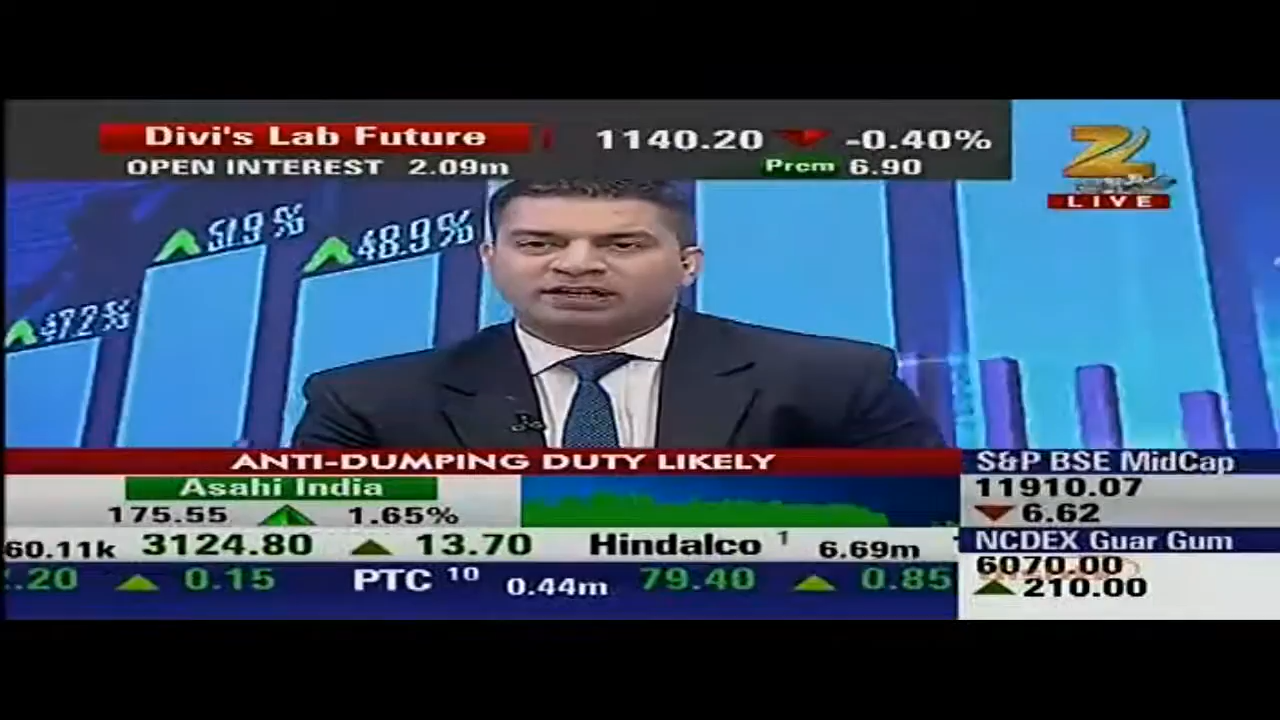 Divi's Lab Future 1140.20 -0.40%
OPEN INTEREST 2.09m Prem 6.90
Z
LIVE
51.9%
48.9%
47.2%
ANTI-DUMPING DUTY LIKELY
Asahi India
175.55 1.65%
60.11k 3124.80 13.70 Hindalco 1 6.69m
.20 0.15 PTC 10 0.44m 79.40 0.85
S&P BSE MidCap
11910.07
6.62
NCDEX Guar Gum
6070.00
210.00